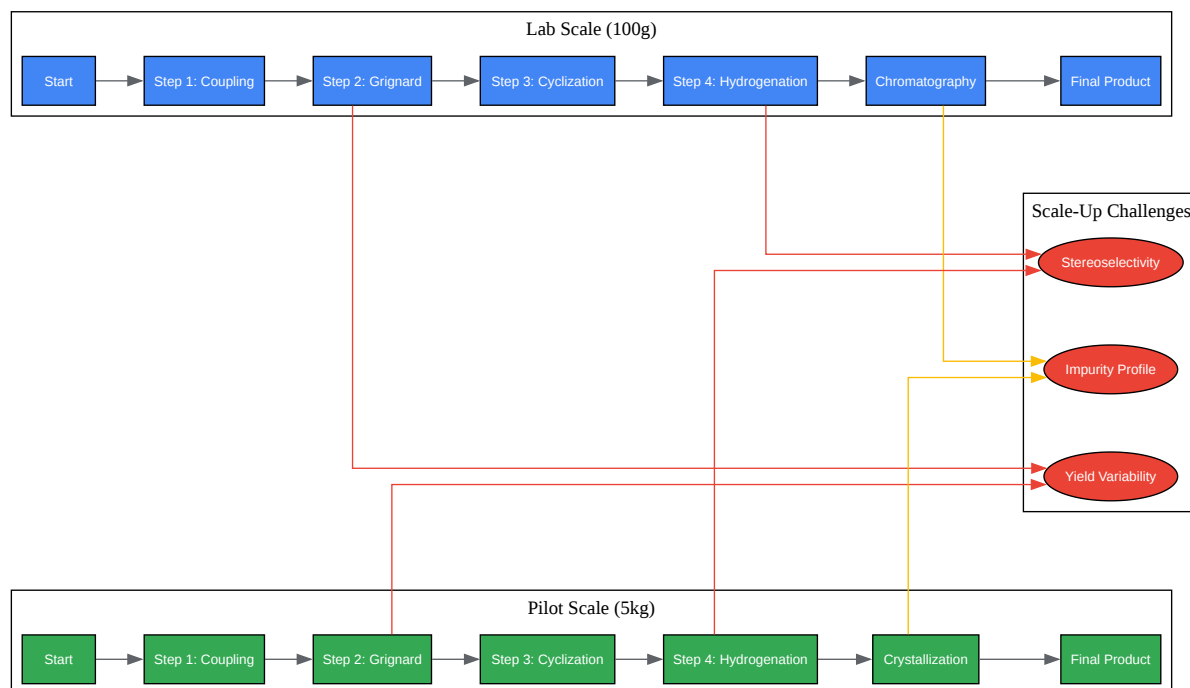 Lab Scale (100g)
Start
Step 1: Coupling
Step 2: Grignard
Step 3: Cyclization
Step 4: Hydrogenation
Chromatography
Final Product
Scale-Up Challenges
Stereoselectivity
Impurity Profile
Yield Variability
Pilot Scale (5kg)
Start
Step 1: Coupling
Step 2: Grignard
Step 3: Cyclization
Step 4: Hydrogenation
Crystallization
Final Product